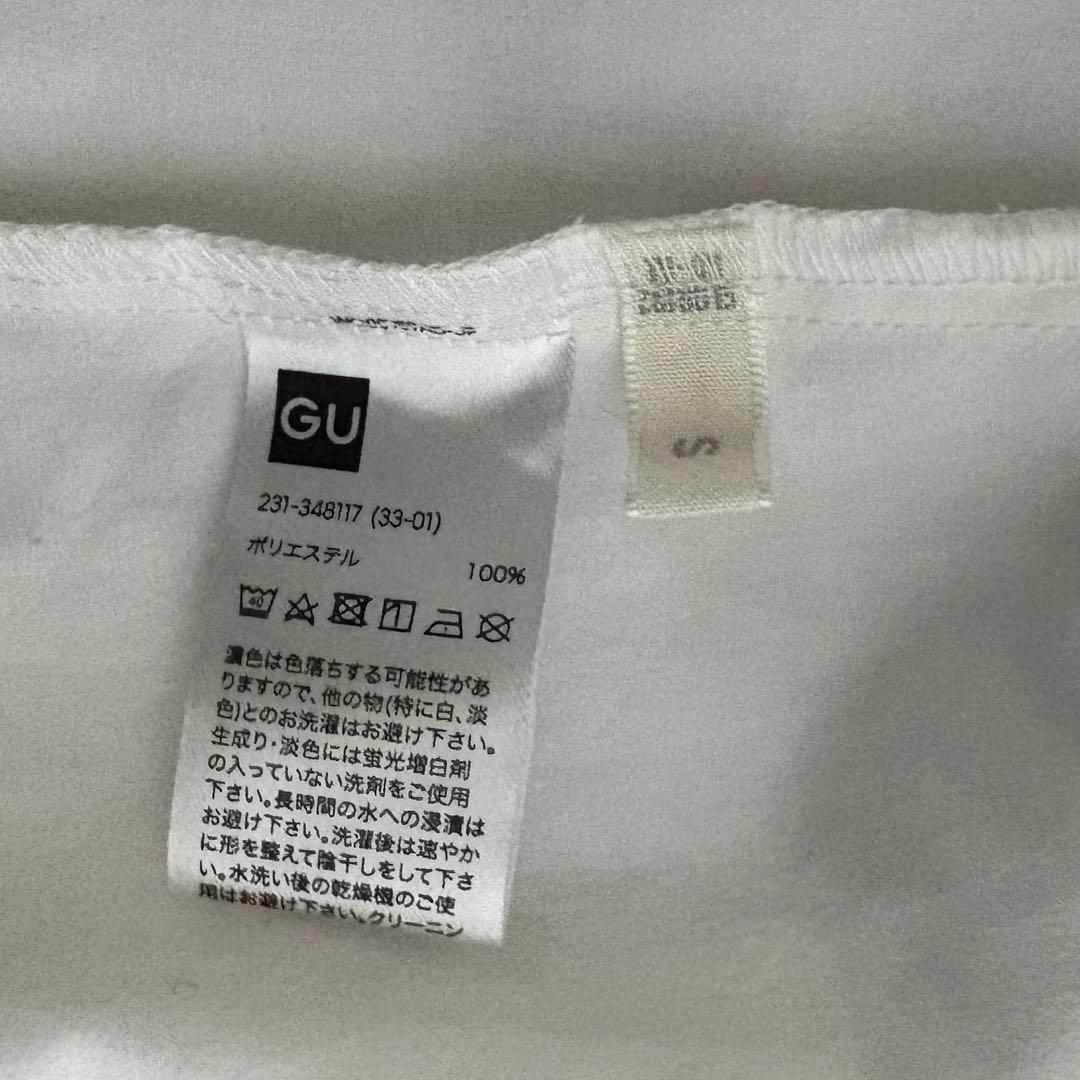 GU
231-348117 (33-01)
ポリエステル 100%
40
濃色は色落ちする可能性があ
りますので、他の物(特に白、淡
色)とのお洗濯はお避け下さい。
生成り・淡色には蛍光増白剤
の入っていない洗剤をご使用
下さい。長時間の水への浸漬は
お避け下さい。洗濯後は速やか
に形を整えて陰干しをして下さ
い。水洗い後の乾燥機のご使
用はお避け下さい。クリーニン
S